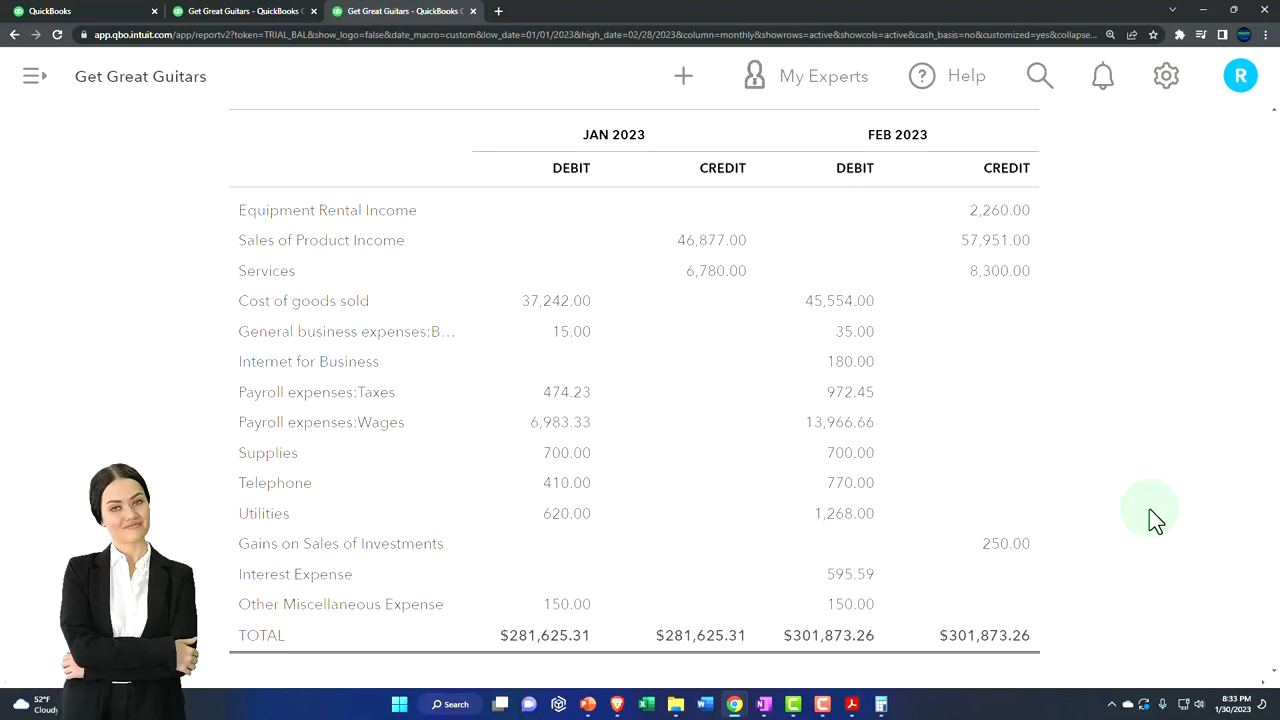 QuickBooks
Get Great Guitars - QuickBooks C
Get Great Guitars - QuickBooks C
app.qbo.intuit.com/app/reportv2?token=TRIAL_BAL&show_logo=false&date_macro=custom&low_date=01/01/2023&high_date=02/28/2023&column=monthly&showrows=active&showcols=active&cash_basis=no&customized=yes&collapse...
Get Great Guitars
My Experts
Help
R
JAN 2023 FEB 2023
DEBIT CREDIT DEBIT CREDIT
Equipment Rental Income 2,260.00
Sales of Product Income 46,877.00 57,951.00
Services 6,780.00 8,300.00
Cost of goods sold 37,242.00 45,554.00
General business expenses:B... 15.00 35.00
Internet for Business 180.00
Payroll expenses:Taxes 474.23 972.45
Payroll expenses:Wages 6,983.33 13,966.66
Supplies 700.00 700.00
Telephone 410.00 770.00
Utilities 620.00 1,268.00
Gains on Sales of Investments 250.00
Interest Expense 595.59
Other Miscellaneous Expense 150.00 150.00
TOTAL $281,625.31 $281,625.31 $301,873.26 $301,873.26
52°F
Cloudy
Search
8:33 PM
1/30/2023